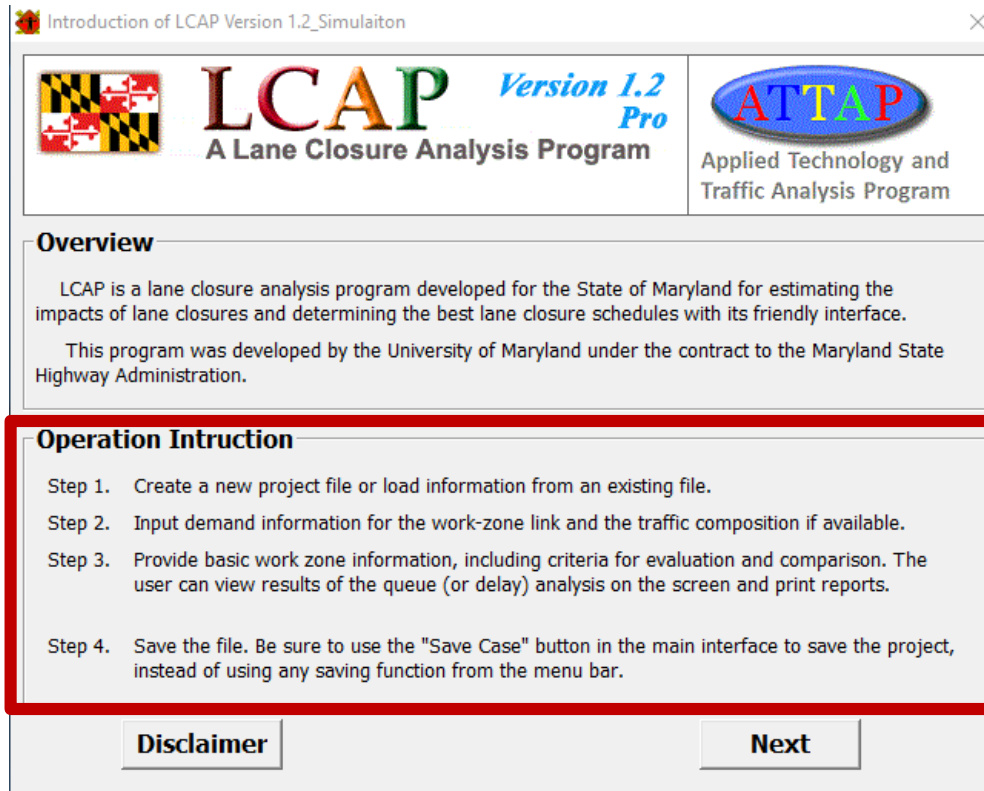 Introduction of LCAP Version 1.2_Simulaiton
LCAP Version 1.2
Pro
A Lane Closure Analysis Program
ATTAP
Applied Technology and
Traffic Analysis Program
Overview
LCAP is a lane closure analysis program developed for the State of Maryland for estimating the
impacts of lane closures and determining the best lane closure schedules with its friendly interface.
This program was developed by the University of Maryland under the contract to the Maryland State
Highway Administration.
Operation Intruction
Step 1. Create a new project file or load information from an existing file.
Step 2. Input demand information for the work-zone link and the traffic composition if available.
Step 3. Provide basic work zone information, including criteria for evaluation and comparison. The
user can view results of the queue (or delay) analysis on the screen and print reports.
Step 4. Save the file. Be sure to use the "Save Case" button in the main interface to save the project,
instead of using any saving function from the menu bar.
Disclaimer Next